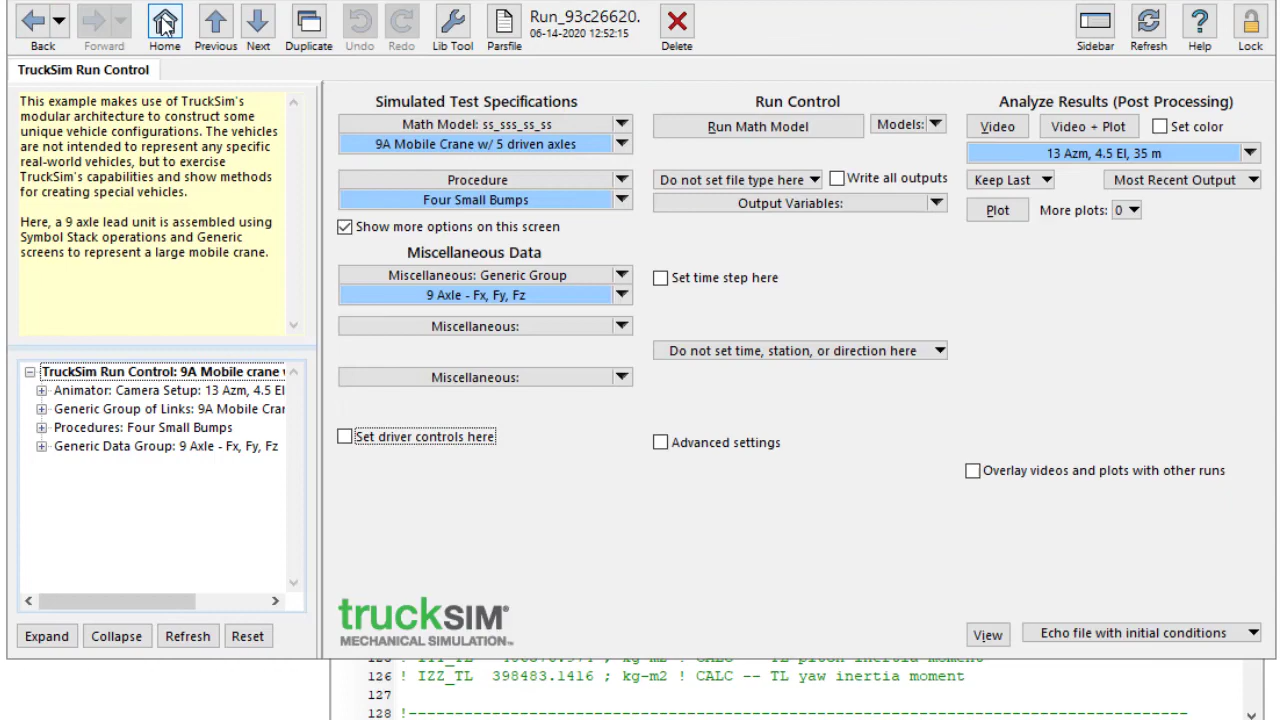 Back
Forward
Home
Previous
Next
Duplicate
Undo
Redo
Lib Tool
Parsfile
Run_93c26620.
06-14-2020 12:52:15
Delete
Sidebar
Refresh
Help
Lock
TruckSim Run Control
This example makes use of TruckSim's
modular architecture to construct some
unique vehicle configurations. The vehicles
are not intended to represent any specific
real-world vehicles, but to exercise
TruckSim's capabilities and show methods
for creating special vehicles.
Here, a 9 axle lead unit is assembled using
Symbol Stack operations and Generic
screens to represent a large mobile crane.
TruckSim Run Control: 9A Mobile crane
Animator: Camera Setup: 13 Azm, 4.5 El
Generic Group of Links: 9A Mobile Cra
Procedures: Four Small Bumps
Generic Data Group: 9 Axle - Fx, Fy, Fz
Expand
Collapse
Refresh
Reset
Simulated Test Specifications
Math Model: ss_sss_ss_ss
9A Mobile Crane w/ 5 driven axles
Procedure
Four Small Bumps
Show more options on this screen
Miscellaneous Data
Miscellaneous: Generic Group
9 Axle - Fx, Fy, Fz
Miscellaneous:
Miscellaneous:
Set driver controls here
truckSIM
MECHANICAL SIMULATION
Run Control
Run Math Model
Models:
Do not set file type here
Write all outputs
Output Variables:
Set time step here
Do not set time, station, or direction here
Advanced settings
Analyze Results (Post Processing)
Video
Video + Plot
Set color
13 Azm, 4.5 El, 35 m
Keep Last
Most Recent Output
Plot
More plots: 0
Overlay videos and plots with other runs
View
Echo file with initial conditions
126 ! IZZ_TL 398483.1416 ; kg-m2 ! CALC -- TL yaw inertia moment
127
128 !------------------------------------------------------------------------